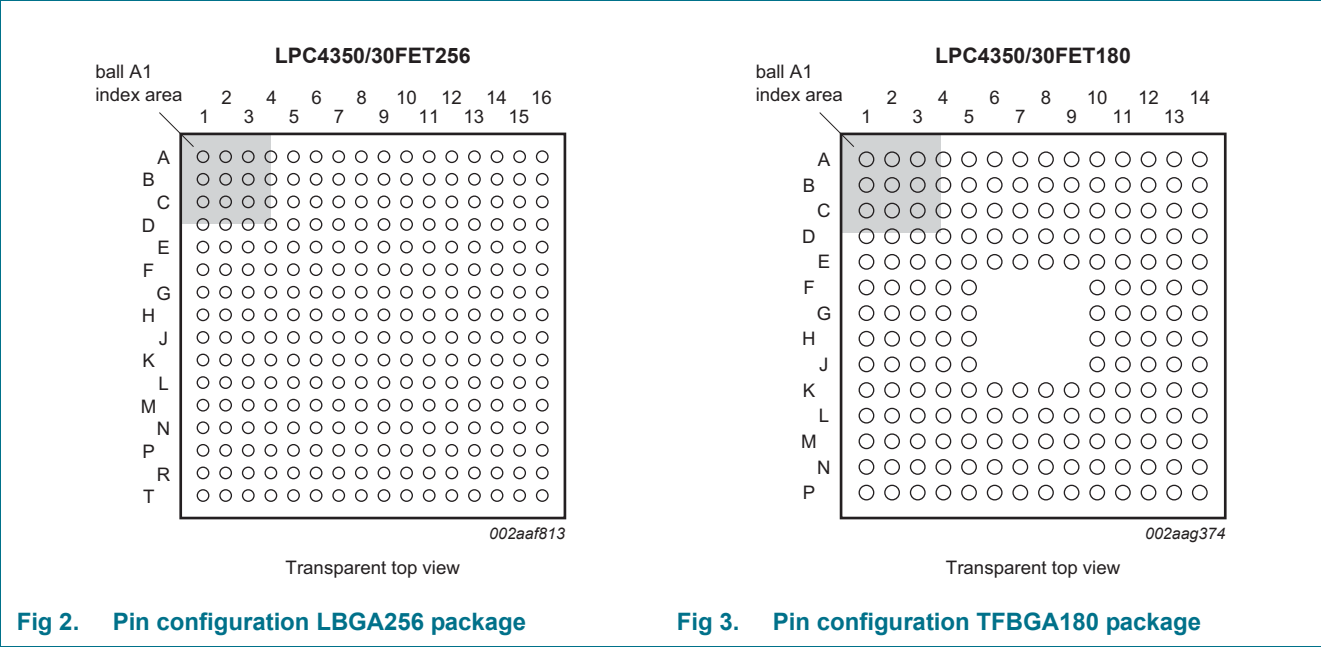 LPC4350/30FET256
ball A1
index area
2 4 6 8 10 12 14 16
1 3 5 7 9 11 13 15
A
B
C
D
E
F
G
H
J
K
L
M
N
P
R
T
002aaf813
Transparent top view
Fig 2. Pin configuration LBGA256 package
LPC4350/30FET180
ball A1
index area
2 4 6 8 10 12 14
1 3 5 7 9 11 13
A
B
C
D
E
F
G
H
J
K
L
M
N
P
002aag374
Transparent top view
Fig 3. Pin configuration TFBGA180 package